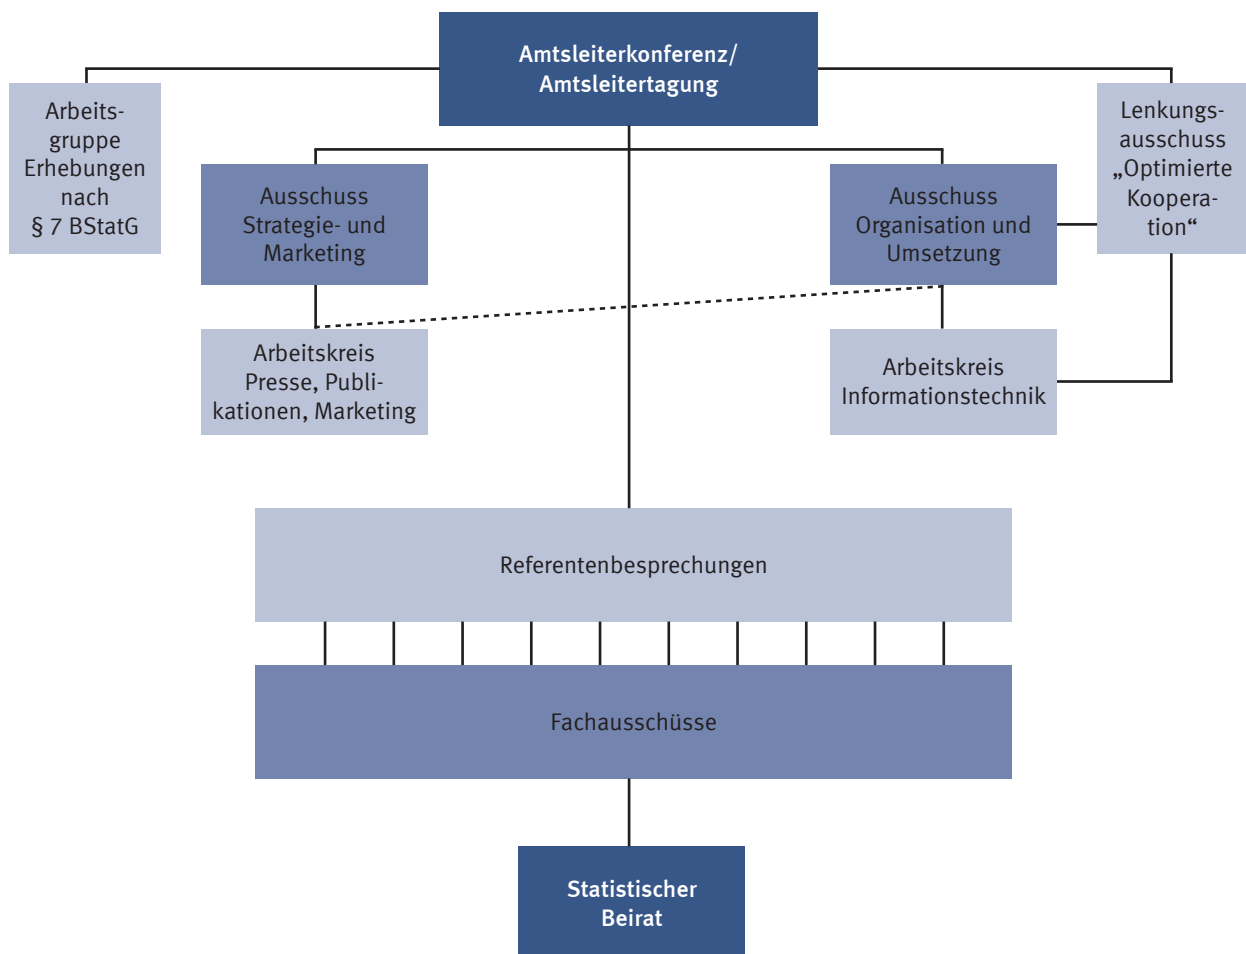 Amtsleiterkonferenz/
Amtsleitertagung
Arbeits-
gruppe
Erhebungen
nach
§ 7 BStatG
Lenkungs-
ausschuss
„Optimierte
Koopera-
tion“
Ausschuss
Strategie- und
Marketing
Ausschuss
Organisation und
Umsetzung
Arbeitskreis
Presse, Publi-
kationen, Marketing
Arbeitskreis
Informationstechnik
Referentenbesprechungen
Fachausschüsse
Statistischer
Beirat